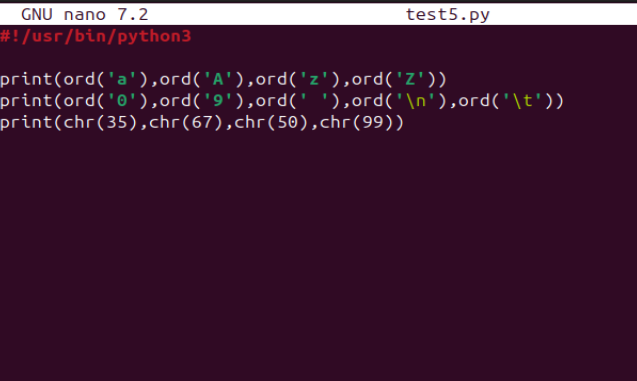 GNU nano 7.2 test5.py
#!/usr/bin/python3
print(ord('a'),ord('A'),ord('z'),ord('Z'))
print(ord('0'),ord('9'),ord(' '),ord('\n'),ord('\t'))
print(chr(35),chr(67),chr(50),chr(99))